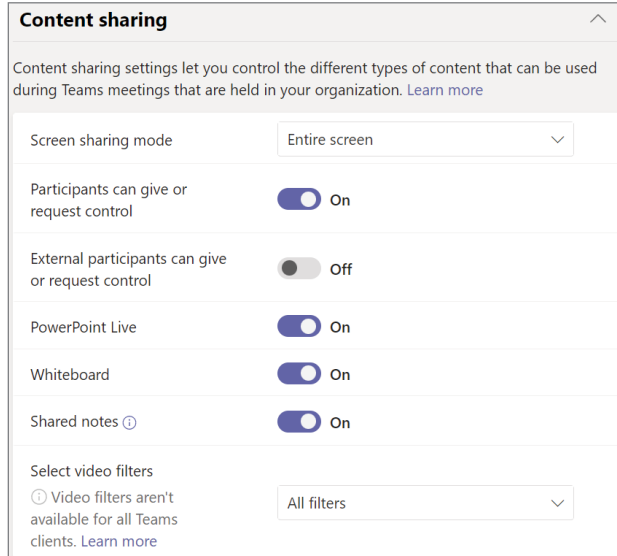 Content sharing
Content sharing settings let you control the different types of content that can be used
during Teams meetings that are held in your organization. Learn more
Screen sharing mode
Entire screen
Participants can give or
request control
On
External participants can give
or request control
Off
PowerPoint Live
On
Whiteboard
On
Shared notes
On
Select video filters
Video filters aren't
available for all Teams
clients. Learn more
All filters